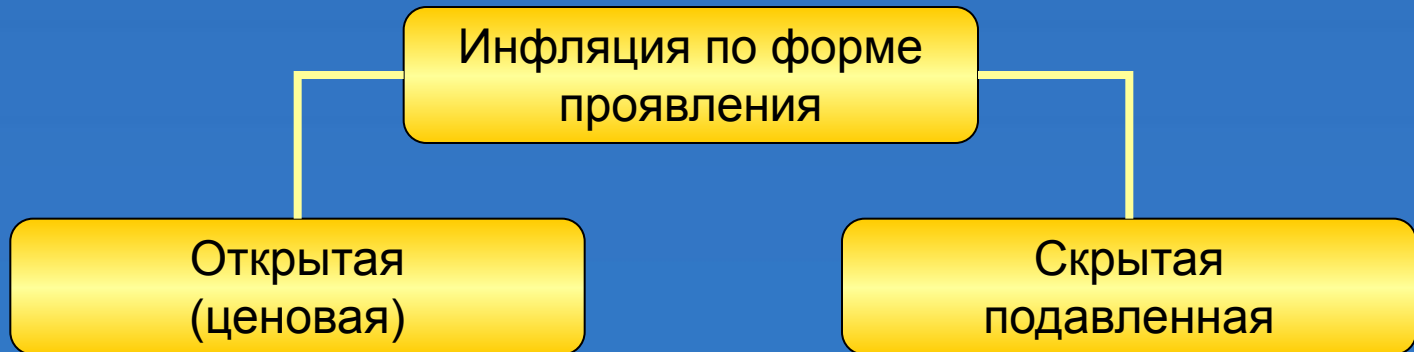 Инфляция по форме
проявления
Открытая
(ценовая)
Скрытая
подавленная